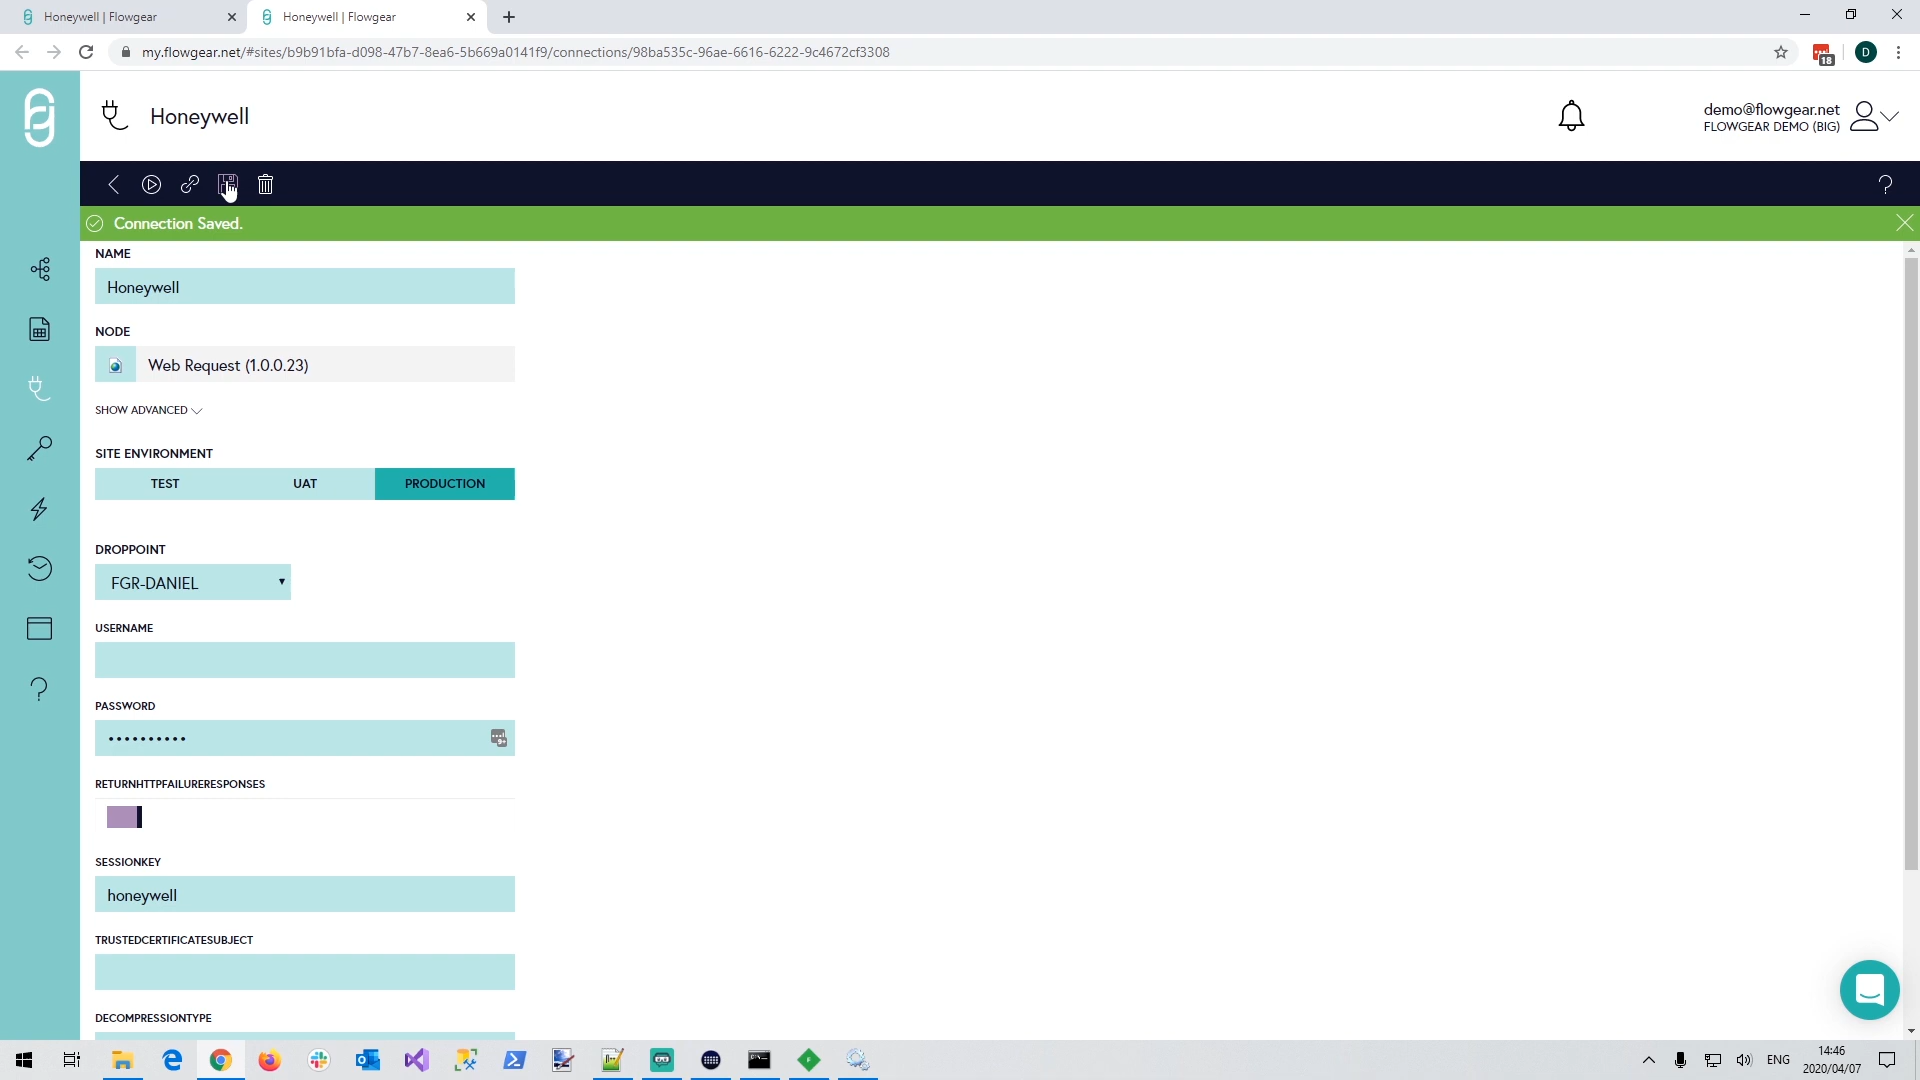 Honeywell | Flowgear
Honeywell | Flowgear
my.flowgear.net/#sites/b9b91bfa-d098-47b7-8ea6-5b669a0141f9/connections/98ba535c-96ae-6616-6222-9c4672cf3308
18
D
Honeywell
demo@flowgear.net
FLOWGEAR DEMO (BIG)
Connection Saved.
NAME
Honeywell
NODE
Web Request (1.0.0.23)
SHOW ADVANCED
SITE ENVIRONMENT
TEST UAT PRODUCTION
DROPPOINT
FGR-DANIEL
USERNAME
PASSWORD
••••••••••
RETURNHTTPFAILURERESPONSES
SESSIONKEY
honeywell
TRUSTEDCERTIFICATESUBJECT
DECOMPRESSIONTYPE
ENG
14:46
2020/04/07